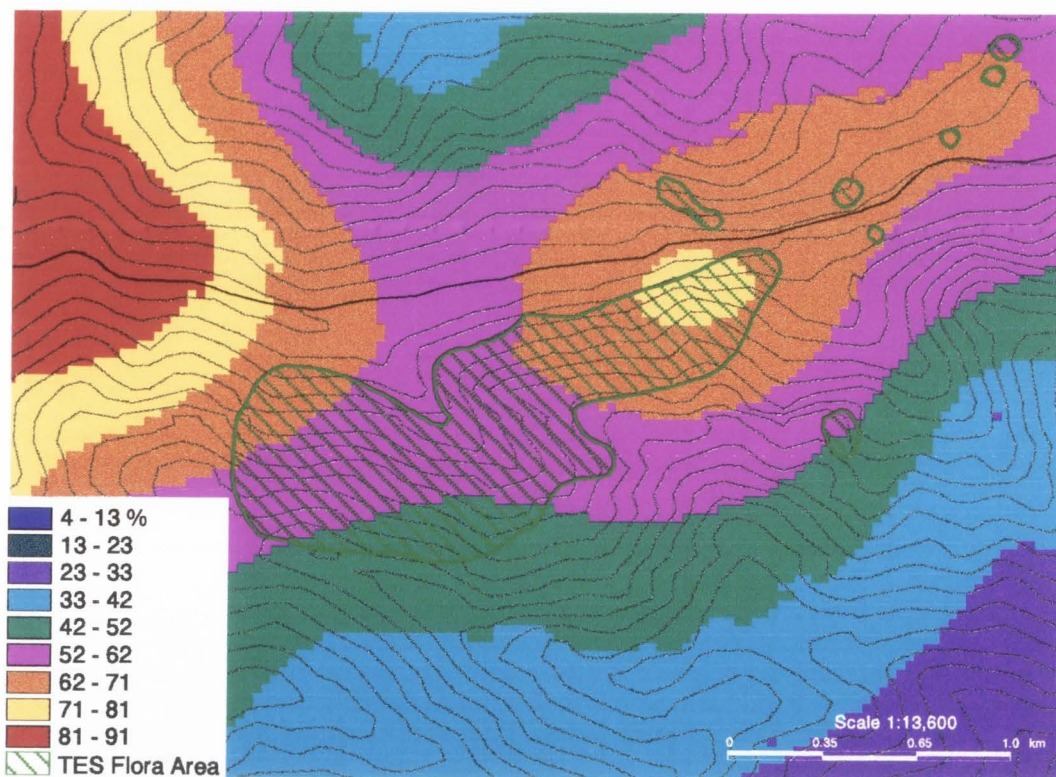 4 - 13 %
13 - 23
23 - 33
33 - 42
42 - 52
52 - 62
62 - 71
71 - 81
81 - 91
TES Flora Area
Scale 1:13,600
0 0.35 0.65 1.0 km